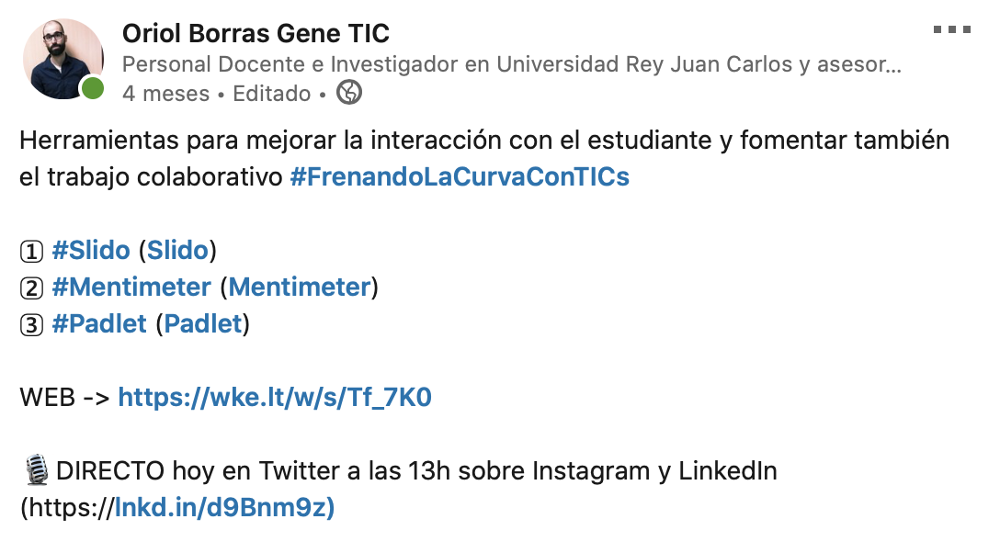 Oriol Borras Gene TIC
Personal Docente e Investigador en Universidad Rey Juan Carlos y asesor...
4 meses • Editado •
Herramientas para mejorar la interacción con el estudiante y fomentar también
el trabajo colaborativo #FrenandoLaCurvaConTICs
1 #Slido (Slido)
2 #Mentimeter (Mentimeter)
3 #Padlet (Padlet)
WEB -> https://wke.lt/w/s/Tf_7K0
🎙️DIRECTO hoy en Twitter a las 13h sobre Instagram y LinkedIn
(https://lnkd.in/d9Bnm9z)